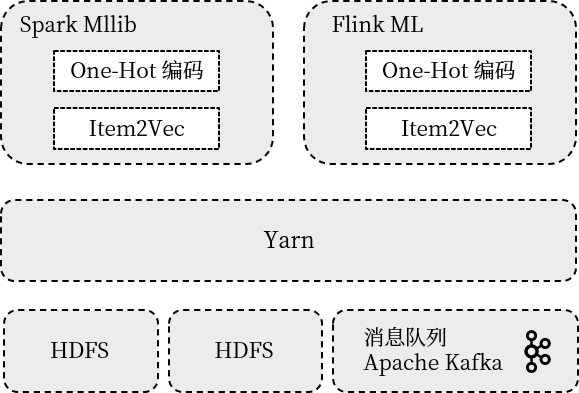 Spark Mllib
One-Hot 编码
Item2Vec
Flink ML
One-Hot 编码
Item2Vec
Yarn
HDFS
HDFS
消息队列
Apache Kafka